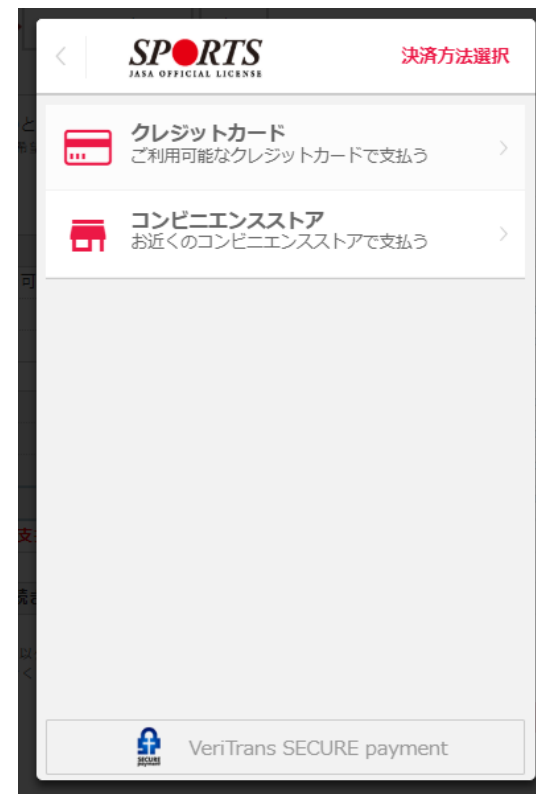 SPORTS
JASA OFFICIAL LICENSE
決済方法選択
クレジットカード
ご利用可能なクレジットカードで支払う
コンビニエンスストア
お近くのコンビニエンスストアで支払う
SECURE
payment
VeriTrans SECURE payment